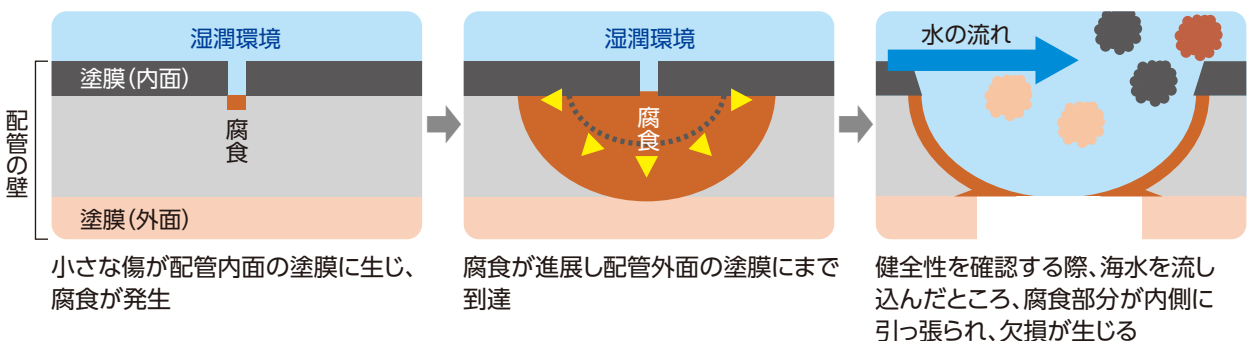 湿潤環境
塗膜(内面)
腐食
配管の壁
塗膜(外面)
小さな傷が配管内面の塗膜に生じ、
腐食が発生
湿潤環境
腐食
腐食が進展し配管外面の塗膜にまで
到達
水の流れ
健全性を確認する際、海水を流し
込んだところ、腐食部分が内側に
引っ張られ、欠損が生じる